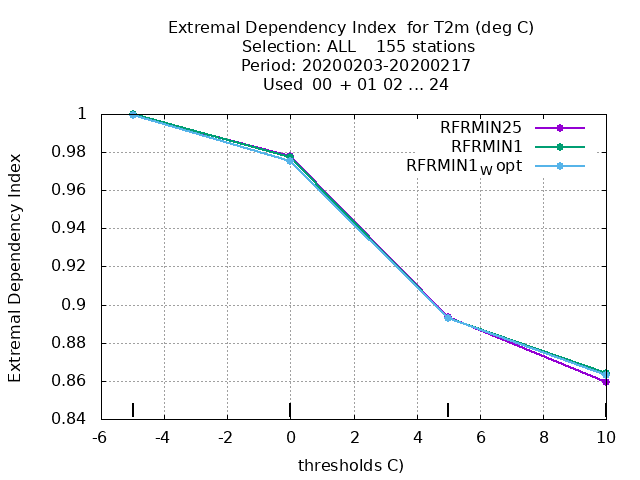 Extremal Dependency Index  for T2m (deg C)
Selection: ALL    155 stations
Period: 20200203-20200217
Used  00 + 01 02 ... 24
Extremal Dependency Index
1
0.98
0.96
0.94
0.92
0.9
0.88
0.86
0.84
RFRMIN25
RFRMIN1
RFRMIN1W opt
-6 -4 -2 0 2 4 6 8 10
thresholds C)